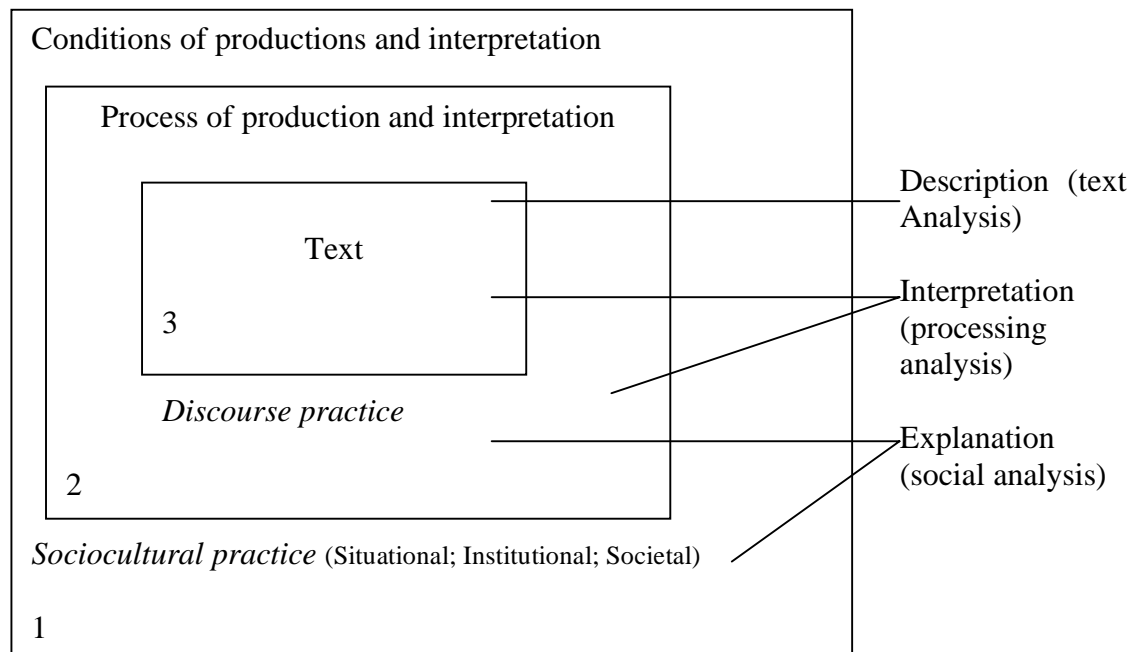 Conditions of productions and interpretation
Process of production and interpretation
Text
3
Discourse practice
2
Sociocultural practice (Situational; Institutional; Societal)
1
Description (text
Analysis)
Interpretation
(processing
analysis)
Explanation
(social analysis)